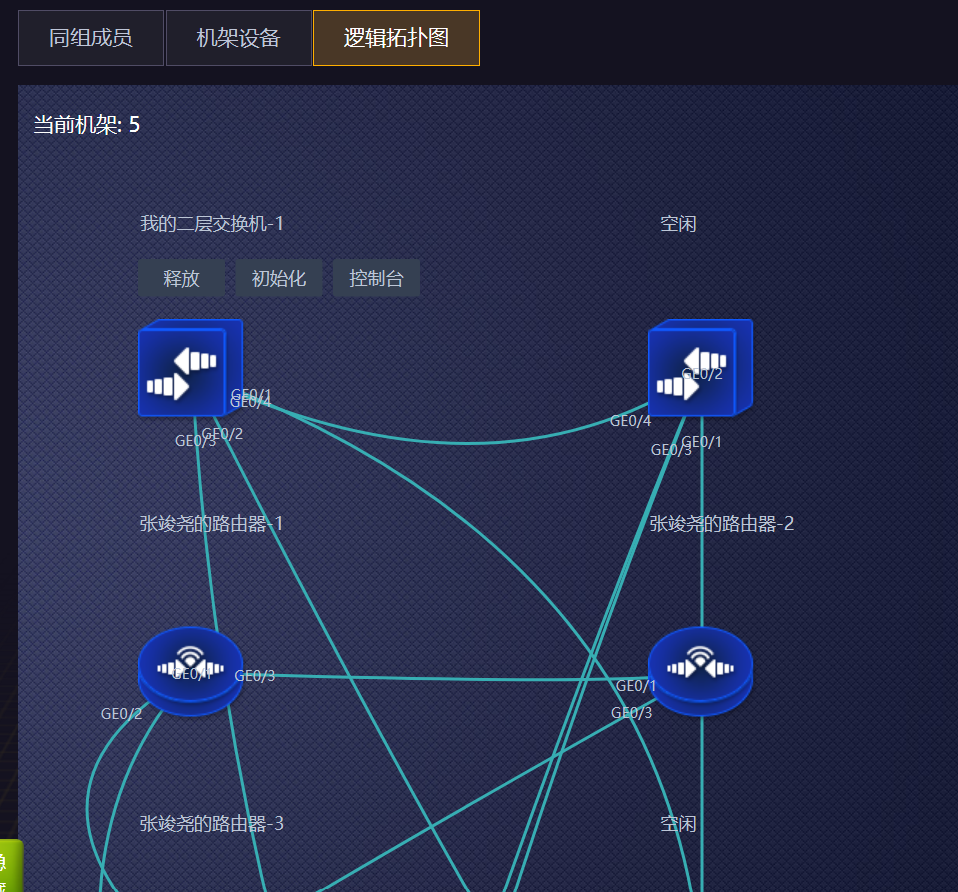 同组成员 机架设备 逻辑拓扑图
当前机架: 5
我的二层交换机-1 空闲
释放 初始化 控制台
GE0/2
GE0/1
GE0/4
GE0/4
GE0/2
GE0/3 GE0/1
GE0/3
张竣尧的路由器-1 张竣尧的路由器-2
GE0/1 GE0/3
GE0/1
GE0/2 GE0/3
张竣尧的路由器-3 空闲